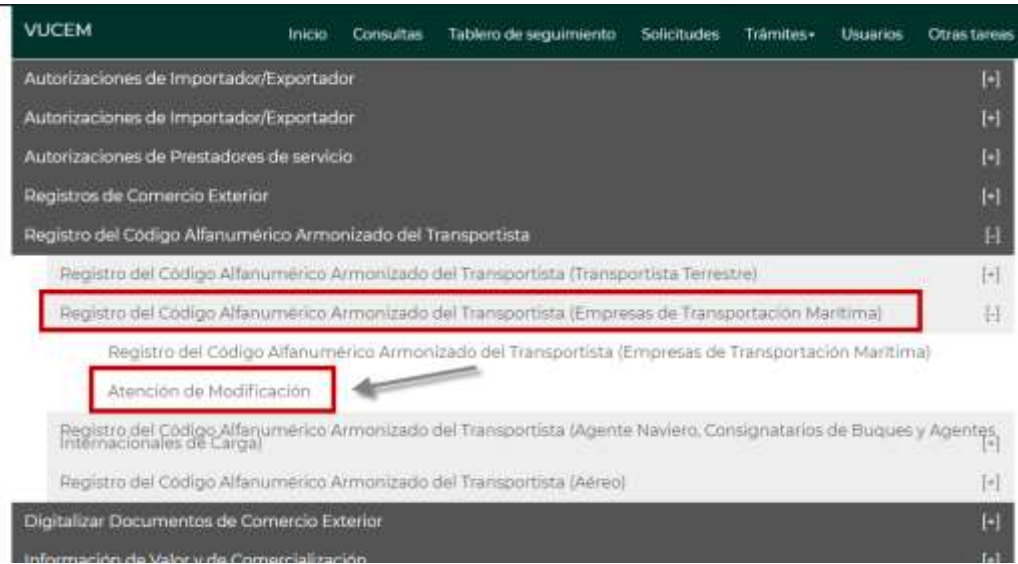 VUCEM Inicio Consultas Tablero de seguimiento Solicitudes Trámites Usuarios Otras tareas
Autorizaciones de Importador/Exportador [+]
Autorizaciones de Importador/Exportador [+]
Autorizaciones de Prestadores de servicio [+]
Registros de Comercio Exterior [+]
Registro del Código Alfanumérico Armonizado del Transportista [-]
Registro del Código Alfanumérico Armonizado del Transportista (Transportista Terrestre) [+]
Registro del Código Alfanumérico Armonizado del Transportista (Empresas de Transportación Marítima) [-]
Registro del Código Alfanumérico Armonizado del Transportista (Empresas de Transportación Marítima)
Atención de Modificación
Registro del Código Alfanumérico Armonizado del Transportista (Agente Naviero, Consignatarios de Buques y Agentes
Internacionales de Carga) [+]
Registro del Código Alfanumérico Armonizado del Transportista (Aéreo) [+]
Digitalizar Documentos de Comercio Exterior [+]
Información de Valor y de Comercialización [+]